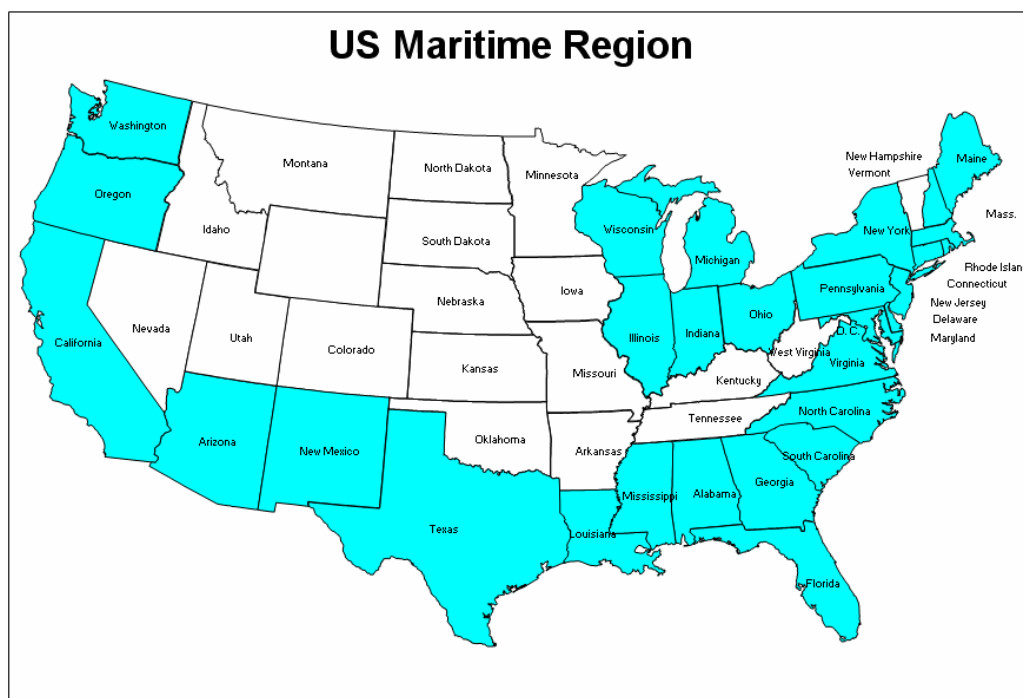 US Maritime Region
Washington
Montana
North Dakota
Minnesota
New Hampshire
Vermont
Maine
Oregon
Idaho
South Dakota
Wisconsin
Michigan
New York
Mass.
Rhode Islan
Connecticut
Nebraska
Iowa
Pennsylvania
New Jersey
Delaware
Maryland
California
Nevada
Utah
Colorado
Kansas
Missouri
Illinois
Indiana
Ohio
D.C.
West Virginia
Virginia
Kentucky
Arizona
New Mexico
Oklahoma
Arkansas
Tennessee
North Carolina
South Carolina
Texas
Louisiana
Mississippi
Alabama
Georgia
Florida